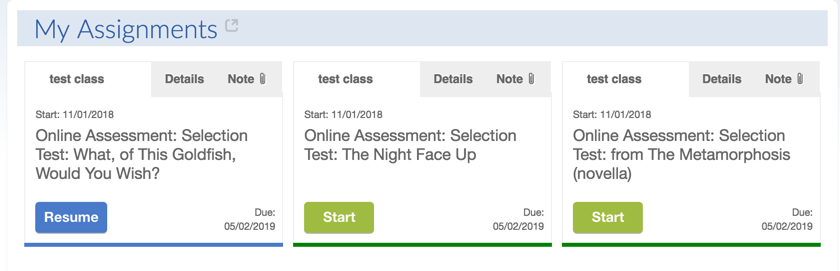 My Assignments
test class Details Note
Start: 11/01/2018
Online Assessment: Selection
Test: What, of This Goldfish,
Would You Wish?
Resume
Due:
05/02/2019
test class Details Note
Start: 11/01/2018
Online Assessment: Selection
Test: The Night Face Up
Start
Due:
05/02/2019
test class Details Note
Start: 11/01/2018
Online Assessment: Selection
Test: from The Metamorphosis
(novella)
Start
Due:
05/02/2019